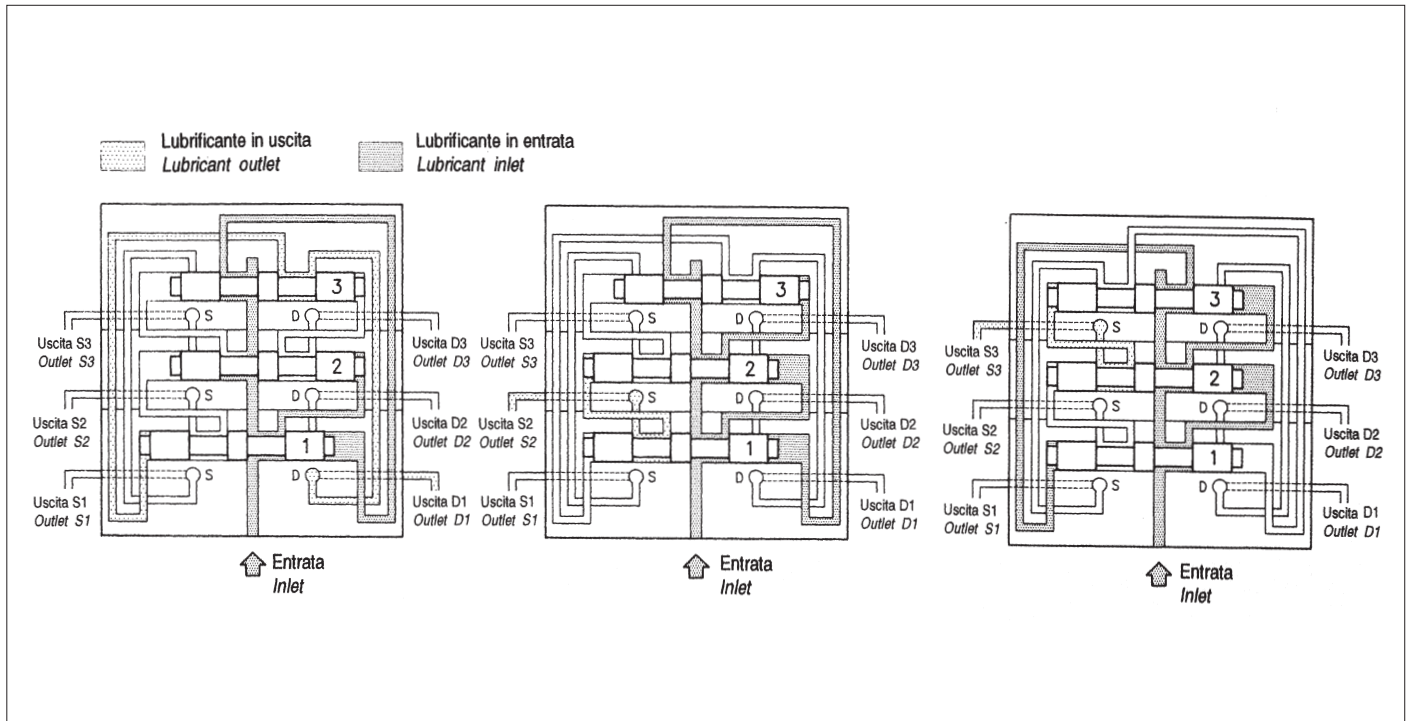 Lubrificante in uscita
Lubricant outlet
Lubrificante in entrata
Lubricant inlet
3
S
D
Uscita S3
Outlet S3
Uscita D3
Outlet D3
2
S
D
Uscita S2
Outlet S2
Uscita D2
Outlet D2
1
S
D
Uscita S1
Outlet S1
Uscita D1
Outlet D1
Entrata
Inlet
3
S
D
Uscita S3
Outlet S3
Uscita D3
Outlet D3
2
S
D
Uscita S2
Outlet S2
Uscita D2
Outlet D2
1
S
D
Uscita S1
Outlet S1
Uscita D1
Outlet D1
Entrata
Inlet
3
S
D
Uscita S3
Outlet S3
Uscita D3
Outlet D3
2
S
D
Uscita S2
Outlet S2
Uscita D2
Outlet D2
1
S
D
Uscita S1
Outlet S1
Uscita D1
Outlet D1
Entrata
Inlet